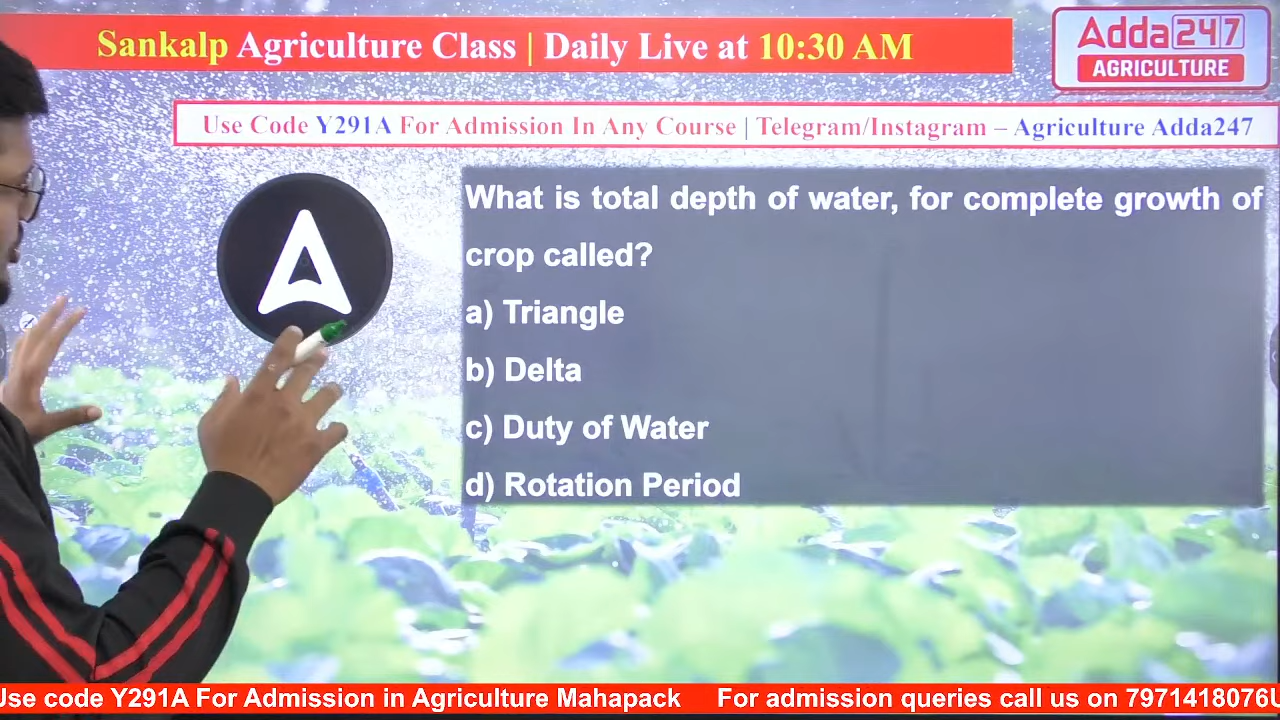 Sankalp Agriculture Class | Daily Live at 10:30 AM
Adda247
AGRICULTURE
Use Code Y291A For Admission In Any Course | Telegram/Instagram – Agriculture Adda247
What is total depth of water, for complete growth of
crop called?
a) Triangle
b) Delta
c) Duty of Water
d) Rotation Period
Use code Y291A For Admission in Agriculture Mahapack For admission queries call us on 7971418076U